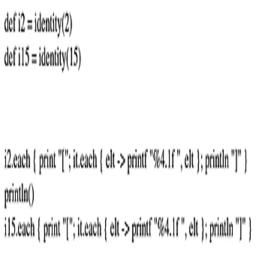 def i2 = identity(2)
def i15 = identity(15)
i2.each { print "["; it.each { elt -> printf "%4.1f ", elt }; println "]" }
println()
i15.each { print "["; it.each { elt -> printf "%4.1f ", elt }; println "]" }